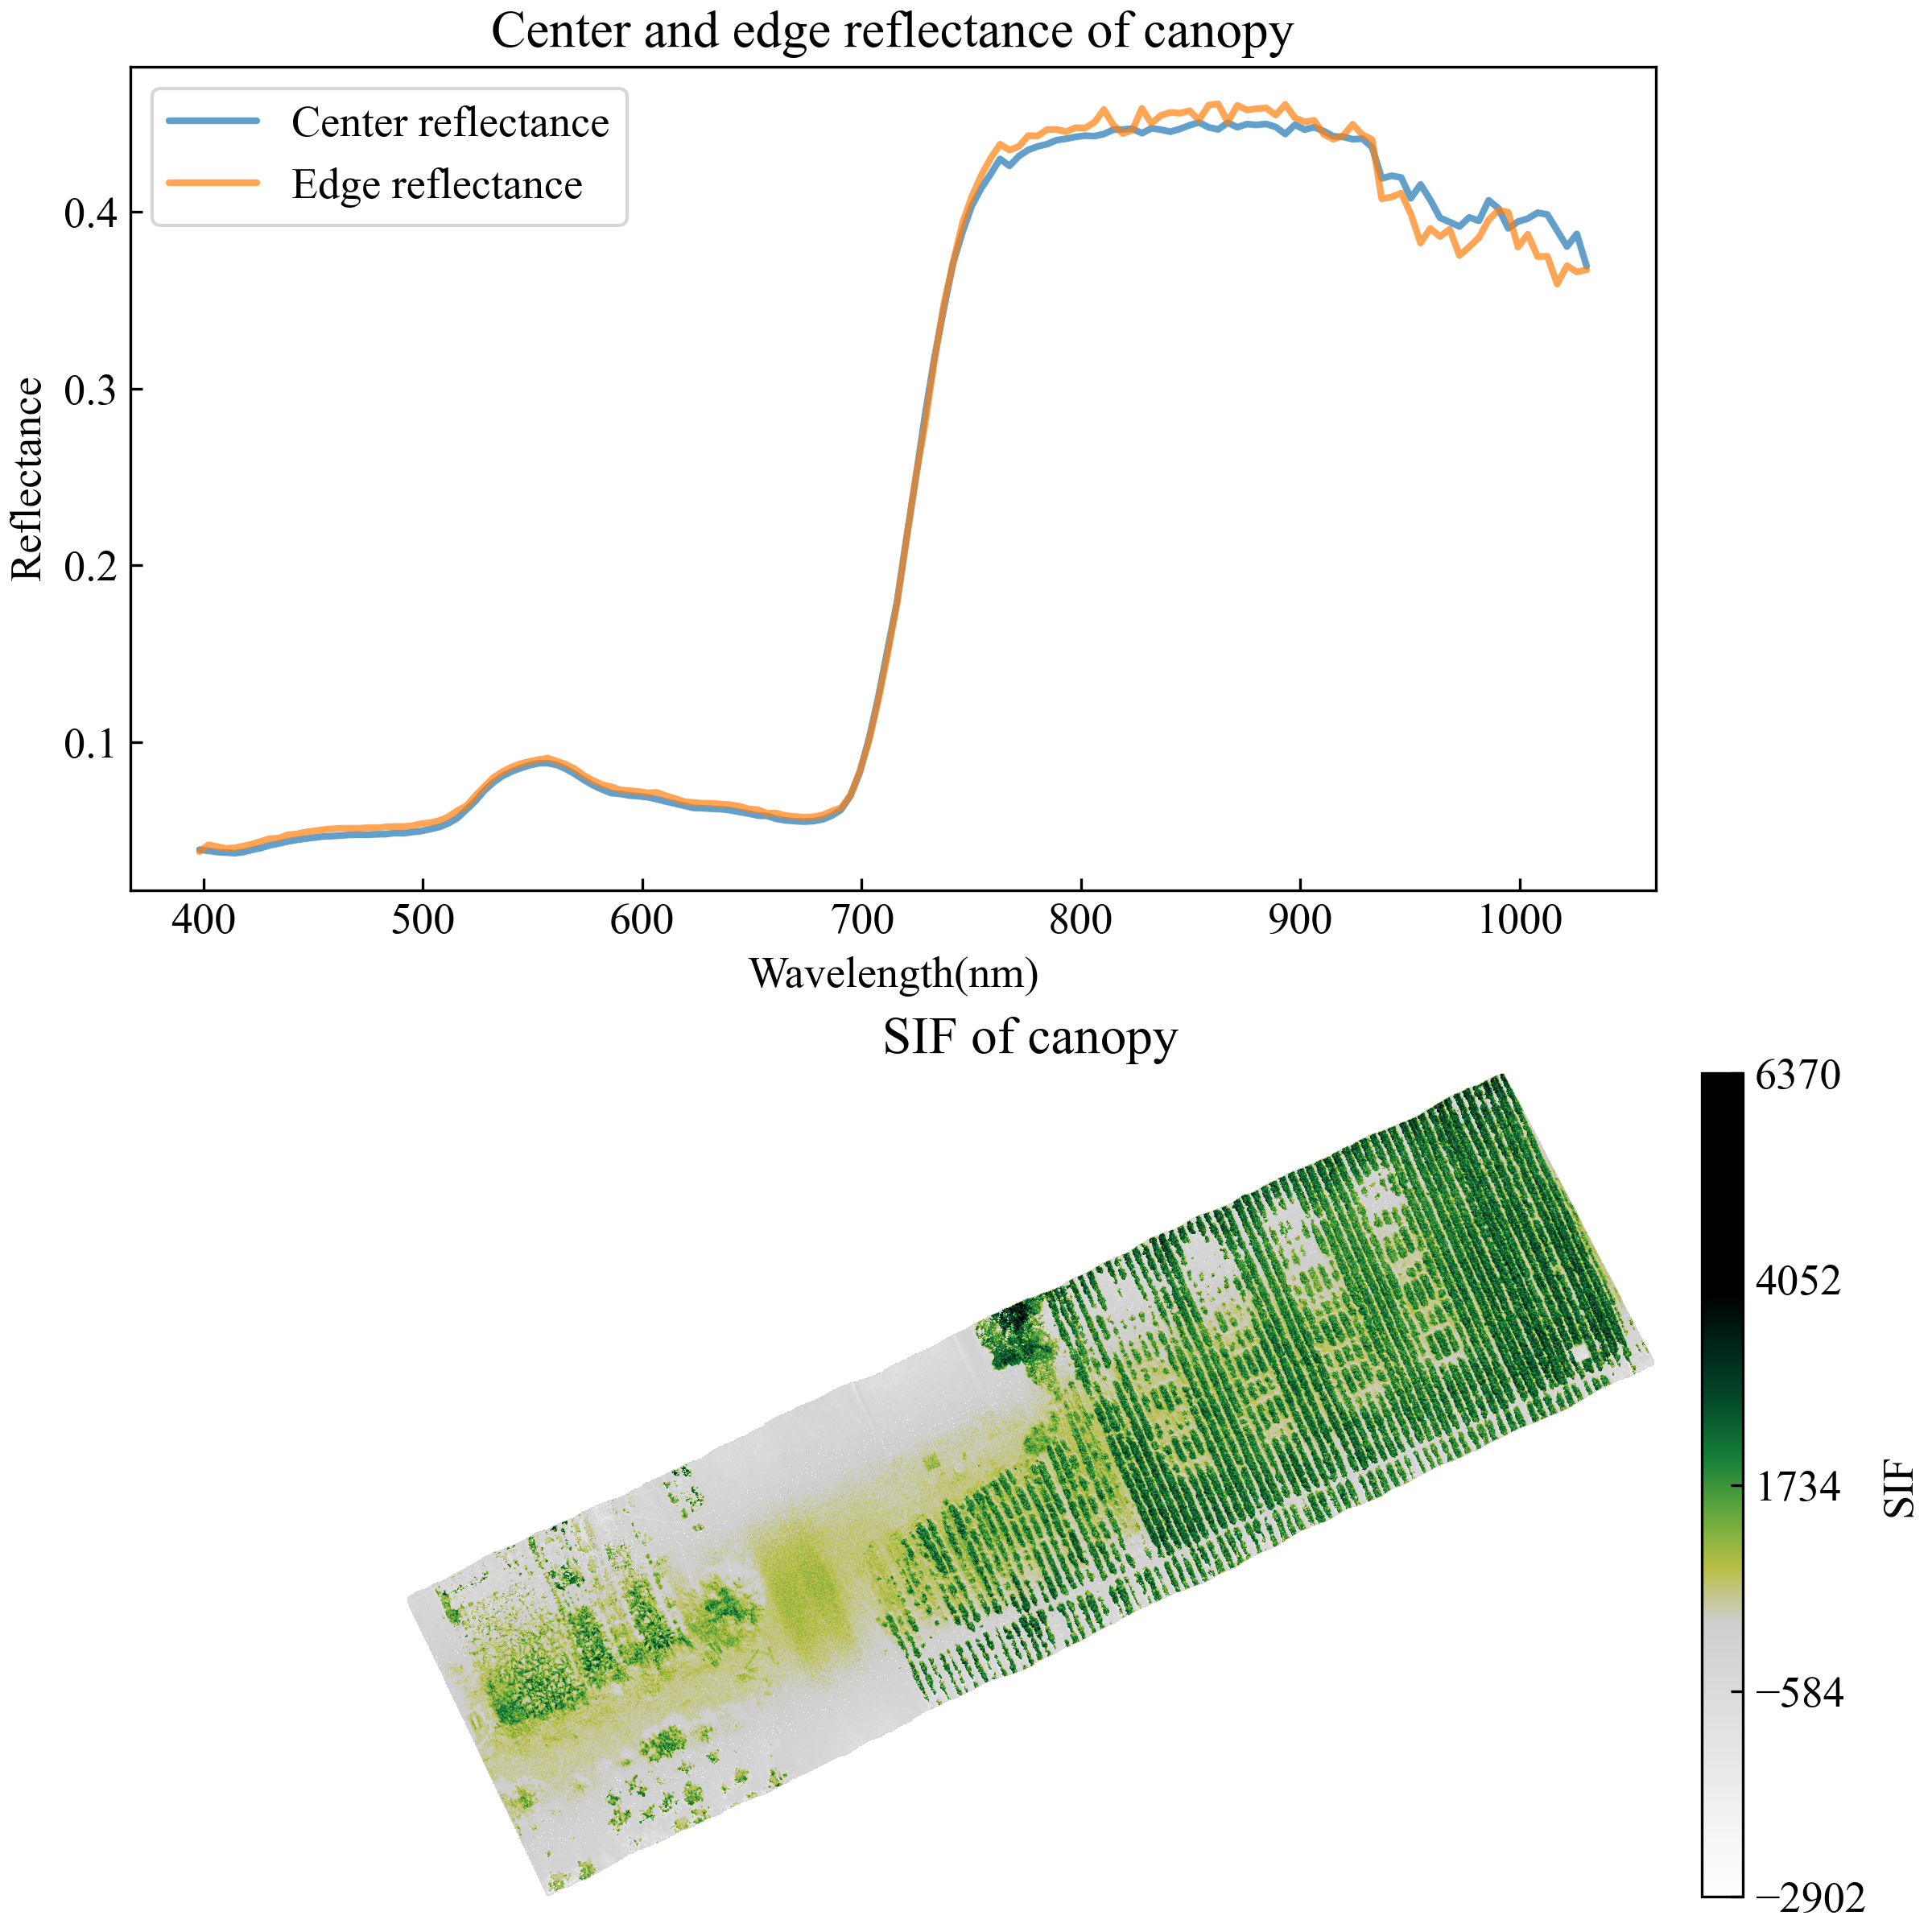 Center and edge reflectance of canopy
Center reflectance
Edge reflectance
Reflectance
0.4
0.3
0.2
0.1
400 500 600 700 800 900 1000
Wavelength(nm)
SIF of canopy
6370
4052
1734
−584
−2902
SIF